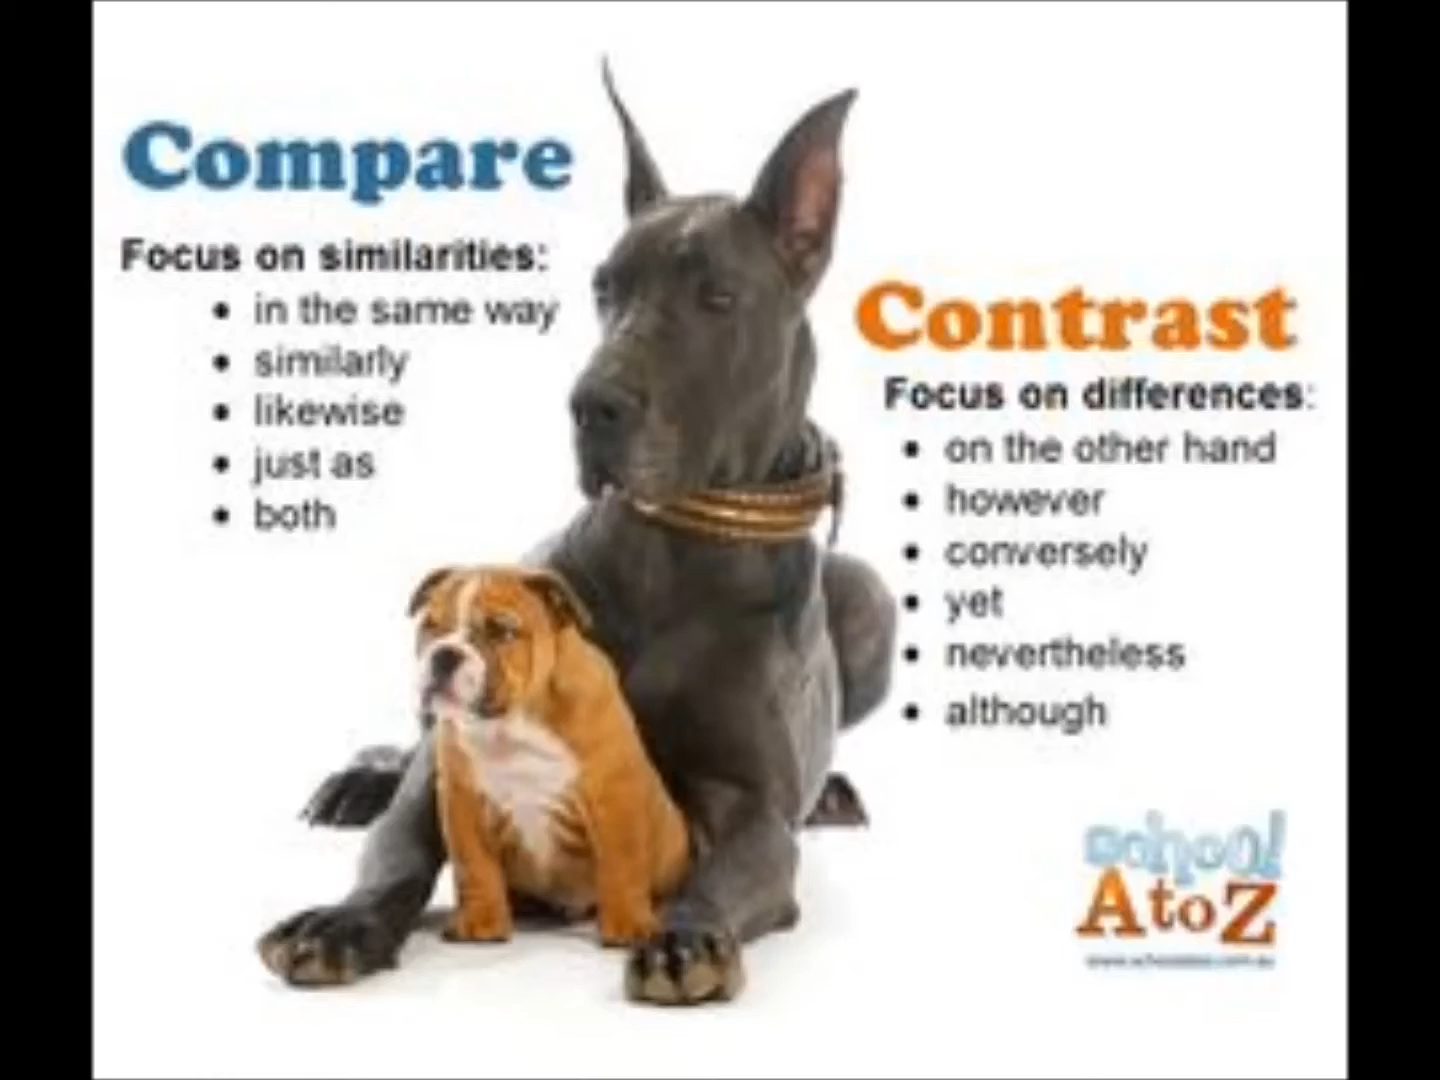 Compare
Focus on similarities:
• in the same way
• similarly
• likewise
• just as
• both
Contrast
Focus on differences:
• on the other hand
• however
• conversely
• yet
• nevertheless
• although
school
A to Z